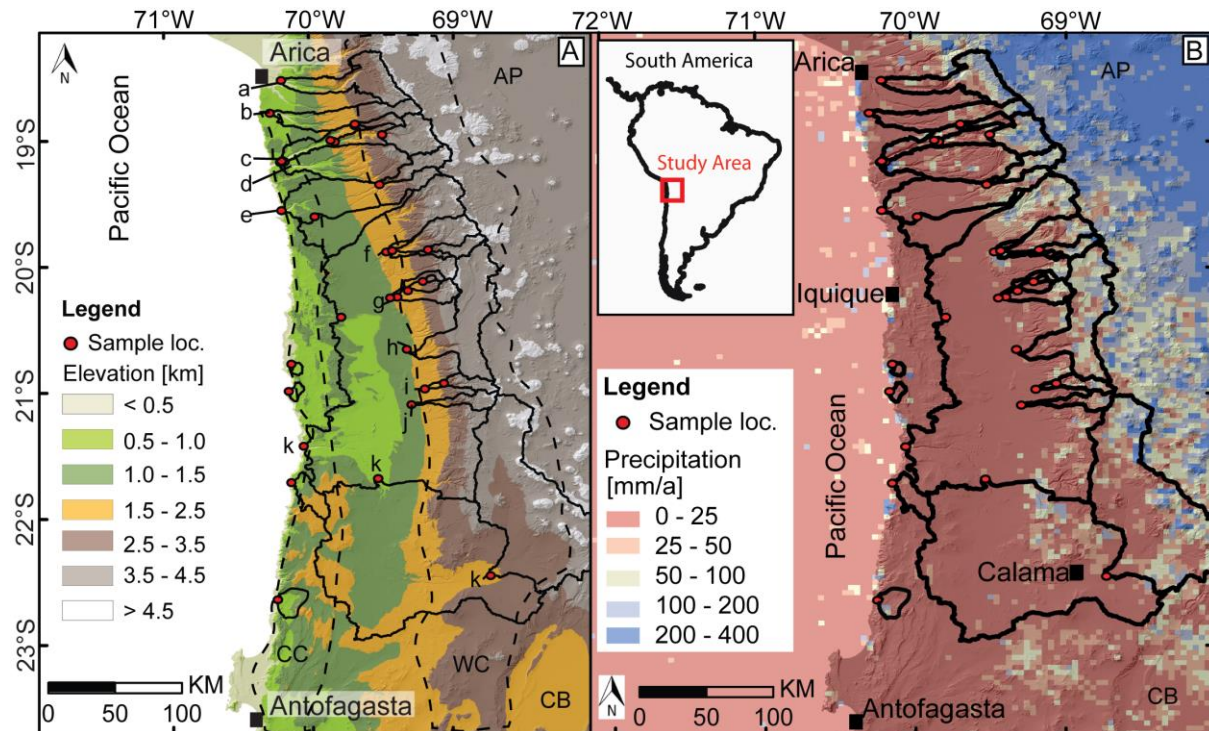 71°W
70°W
69°W
72°W
71°W
70°W
69°W
Arica
A
AP
N
Pacific Ocean
a
b
c
d
e
f
g
h
i
j
k
k
k
19°S
20°S
21°S
22°S
23°S
Legend
Sample loc.
Elevation [km]
< 0.5
0.5 - 1.0
1.0 - 1.5
1.5 - 2.5
2.5 - 3.5
3.5 - 4.5
> 4.5
CC
WC
CB
KM
0 50 100
Antofagasta
South America
Study Area
Arica
B
AP
Iquique
Pacific Ocean
Legend
Sample loc.
Precipitation
[mm/a]
0 - 25
25 - 50
50 - 100
100 - 200
200 - 400
Calama
N
KM
0 50 100
Antofagasta
CB